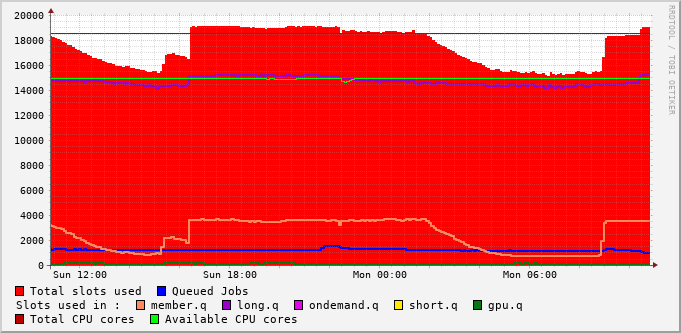 20000
18000
16000
14000
12000
10000
8000
6000
4000
2000
0
Sun 12:00 Sun 18:00 Mon 00:00 Mon 06:00
RRDTOOL / TOBI OETIKER
Total slots used Queued Jobs
Slots used in : member.q long.q ondemand.q short.q gpu.q
Total CPU cores Available CPU cores